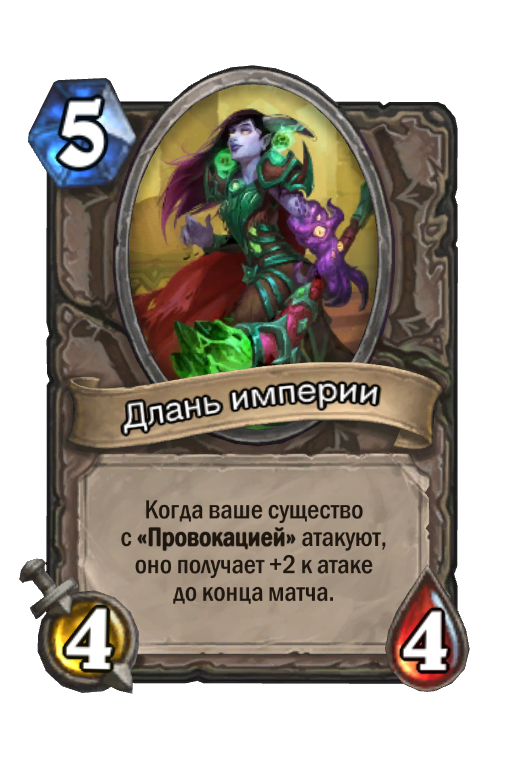 5
Длань империи
Когда ваше существо
с «Провокацией» атакуют,
оно получает +2 к атаке
до конца матча.
4
4